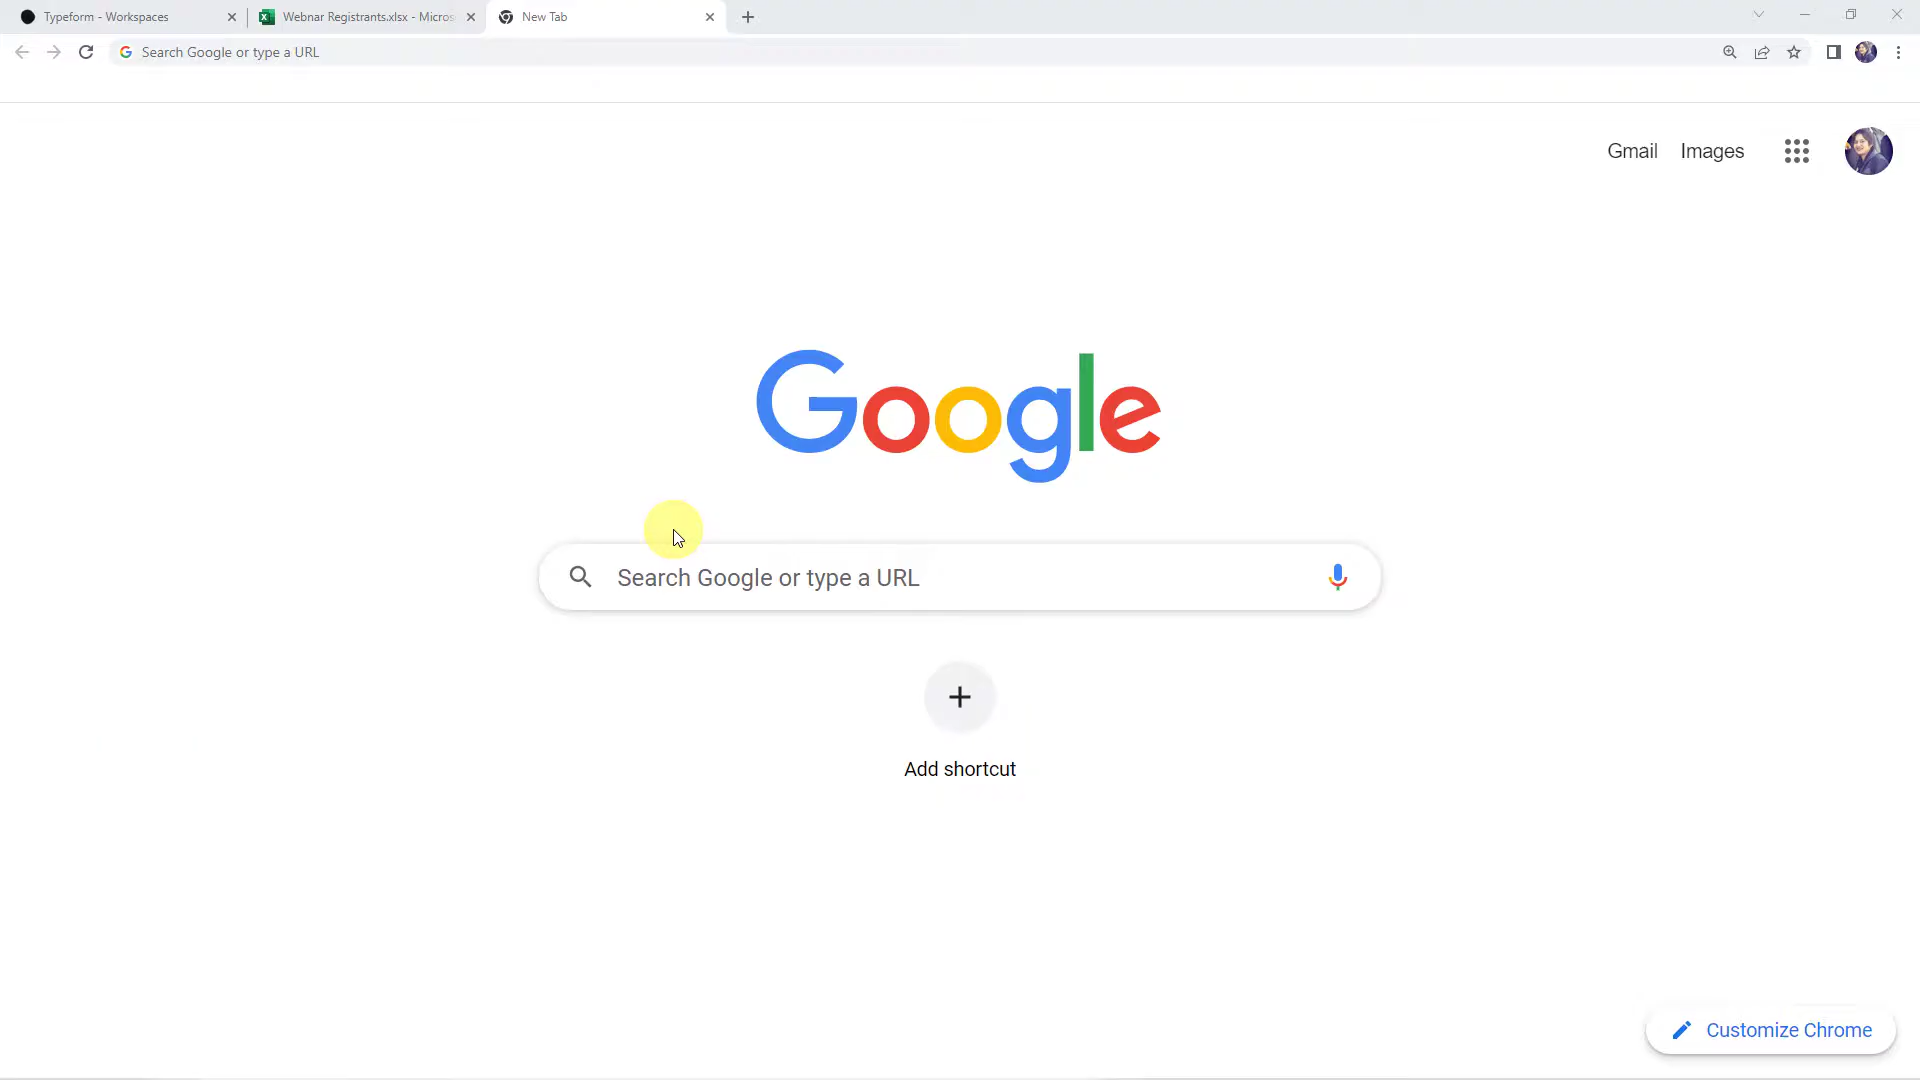 Typeform - Workspaces
Webnar Registrants.xlsx - Micros
New Tab
Search Google or type a URL
Gmail
Images
Google
Search Google or type a URL
Add shortcut
Customize Chrome